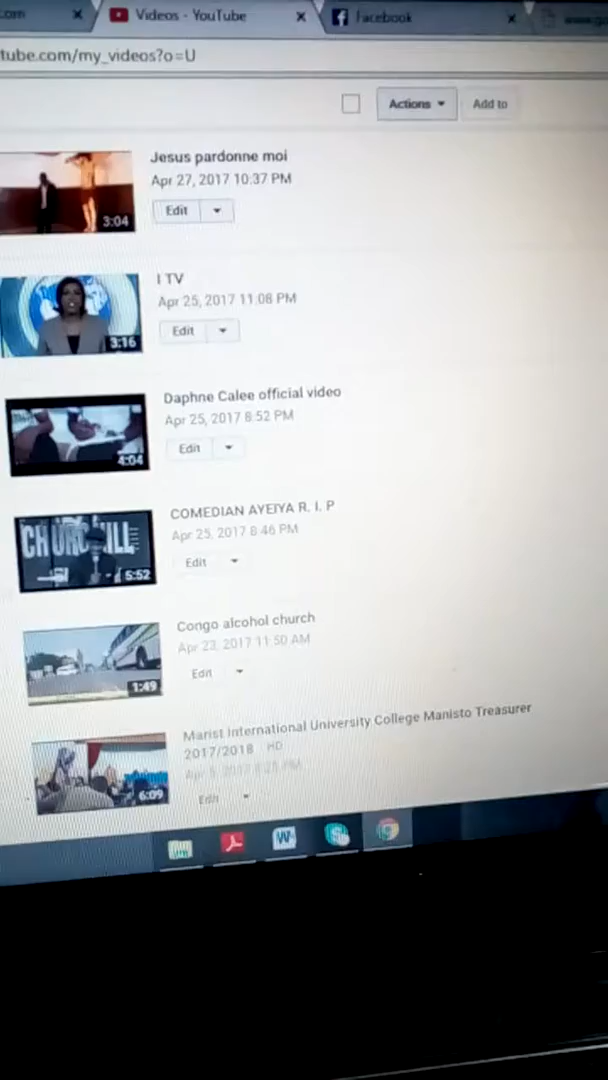 .com
Videos - YouTube
Facebook
tube.com/my_videos?o=U
Actions
Add to
Jesus pardonne moi
Apr 27, 2017 10:37 PM
Edit
3:04
I TV
Apr 25, 2017 11:08 PM
Edit
3:16
Daphne Calee official video
Apr 25, 2017 8:52 PM
Edit
4:04
COMEDIAN AYEIYA R. I. P
Apr 25, 2017 8:46 PM
Edit
CHURCHILL
5:52
Congo alcohol church
Apr 23, 2017 11:50 AM
Edit
1:49
Marist International University College Manisto Treasurer
2017/2018 HD
Edit
6:09